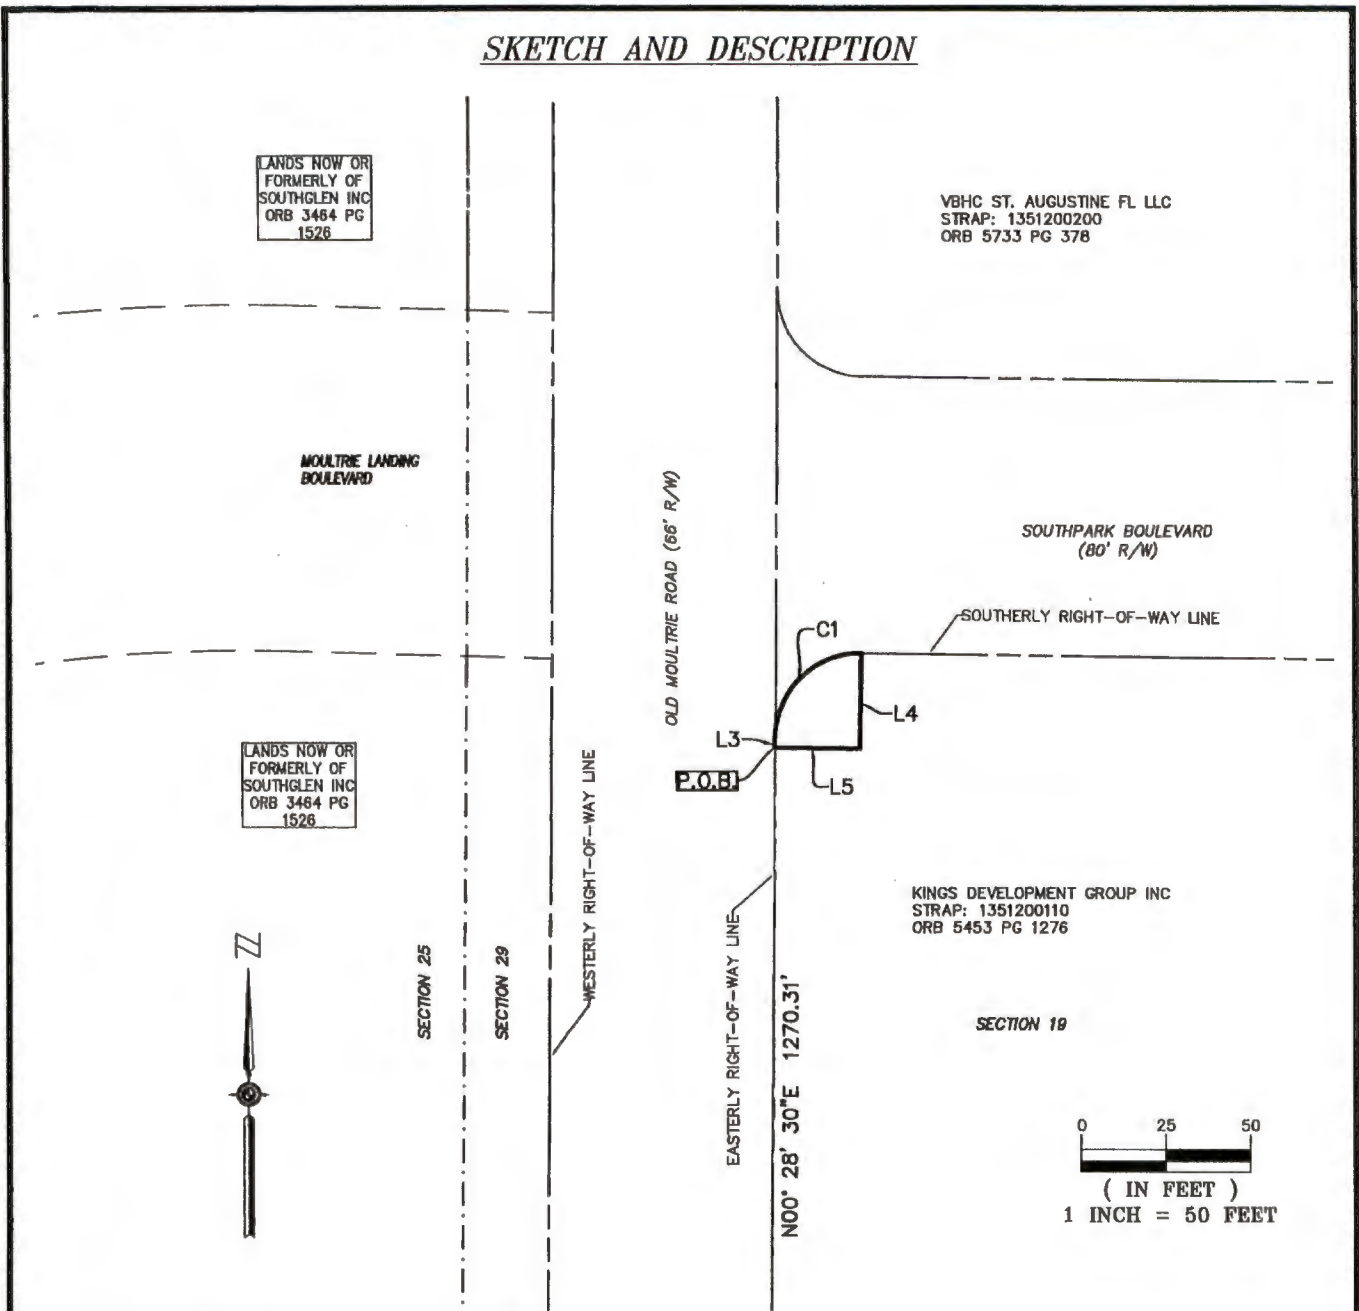 SKETCH AND DESCRIPTION
LANDS NOW OR
FORMERLY OF
SOUTHGLEN INC
ORB 3464 PG
1526
VBHC ST. AUGUSTINE FL LLC
STRAP: 1351200200
ORB 5733 PG 378
MOULTRIE LANDING
BOULEVARD
OLD MOULTRIE ROAD (66' R/W)
SOUTHPARK BOULEVARD
(80' R/W)
SOUTHERLY RIGHT-OF-WAY LINE
C1
L4
L3
P.O.B.
L5
LANDS NOW OR
FORMERLY OF
SOUTHGLEN INC
ORB 3464 PG
1526
WESTERLY RIGHT-OF-WAY LINE
KINGS DEVELOPMENT GROUP INC
STRAP: 1351200110
ORB 5453 PG 1276
N
SECTION 25
SECTION 29
EASTERLY RIGHT-OF-WAY LINE
N00° 28' 30"E 1270.31'
SECTION 19
0 25 50
( IN FEET )
1 INCH = 50 FEET